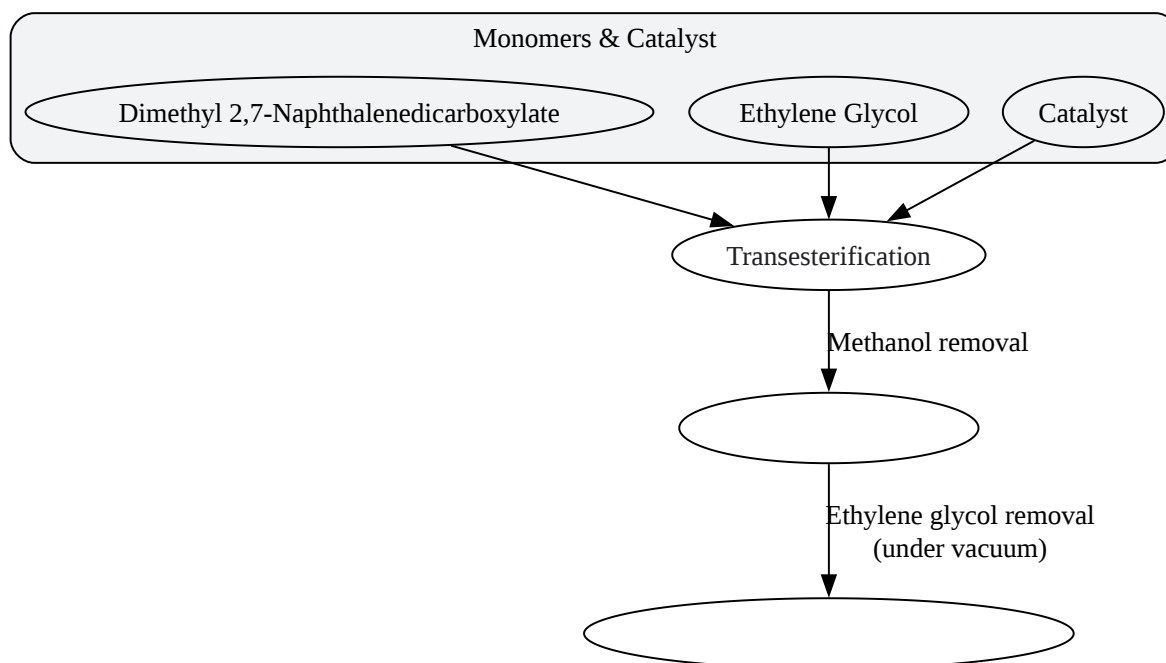 Monomers & Catalyst
Dimethyl 2,7-Naphthalenedicarboxylate
Ethylene Glycol
Catalyst
Transesterification
Methanol removal
Ethylene glycol removal
(under vacuum)